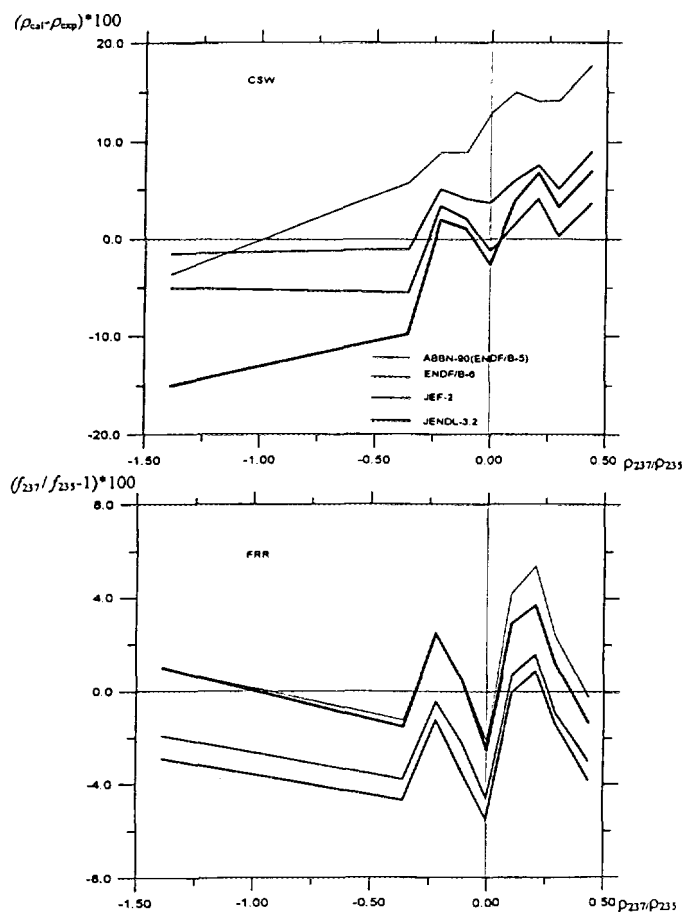 (ρcal-ρexp)*100
20.0
CSW
10.0
0.0
-10.0
ABBN-90(ENDF/B-5)
ENDF/B-6
JEF-2
JENDL-3.2
-20.0
-1.50 -1.00 -0.50 0.00 0.50 ρ237/ρ235
(f237/f235-1)*100
8.0
FRR
4.0
0.0
-4.0
-8.0
-1.50 -1.00 -0.50 0.00 0.50 ρ237/ρ235